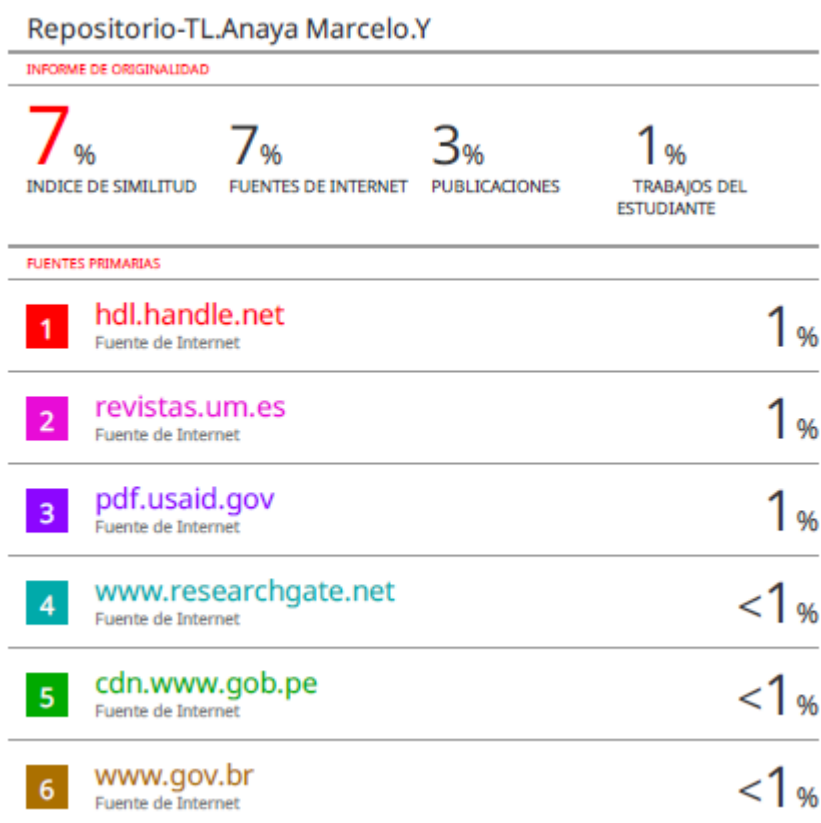 Repositorio-TL.Anaya Marcelo.Y
INFORME DE ORIGINALIDAD
7%
INDICE DE SIMILITUD
7%
FUENTES DE INTERNET
3%
PUBLICACIONES
1%
TRABAJOS DEL
ESTUDIANTE
FUENTES PRIMARIAS
1
hdl.handle.net
Fuente de Internet
1%
2
revistas.um.es
Fuente de Internet
1%
3
pdf.usaid.gov
Fuente de Internet
1%
4
www.researchgate.net
Fuente de Internet
<1%
5
cdn.www.gob.pe
Fuente de Internet
<1%
6
www.gov.br
Fuente de Internet
<1%